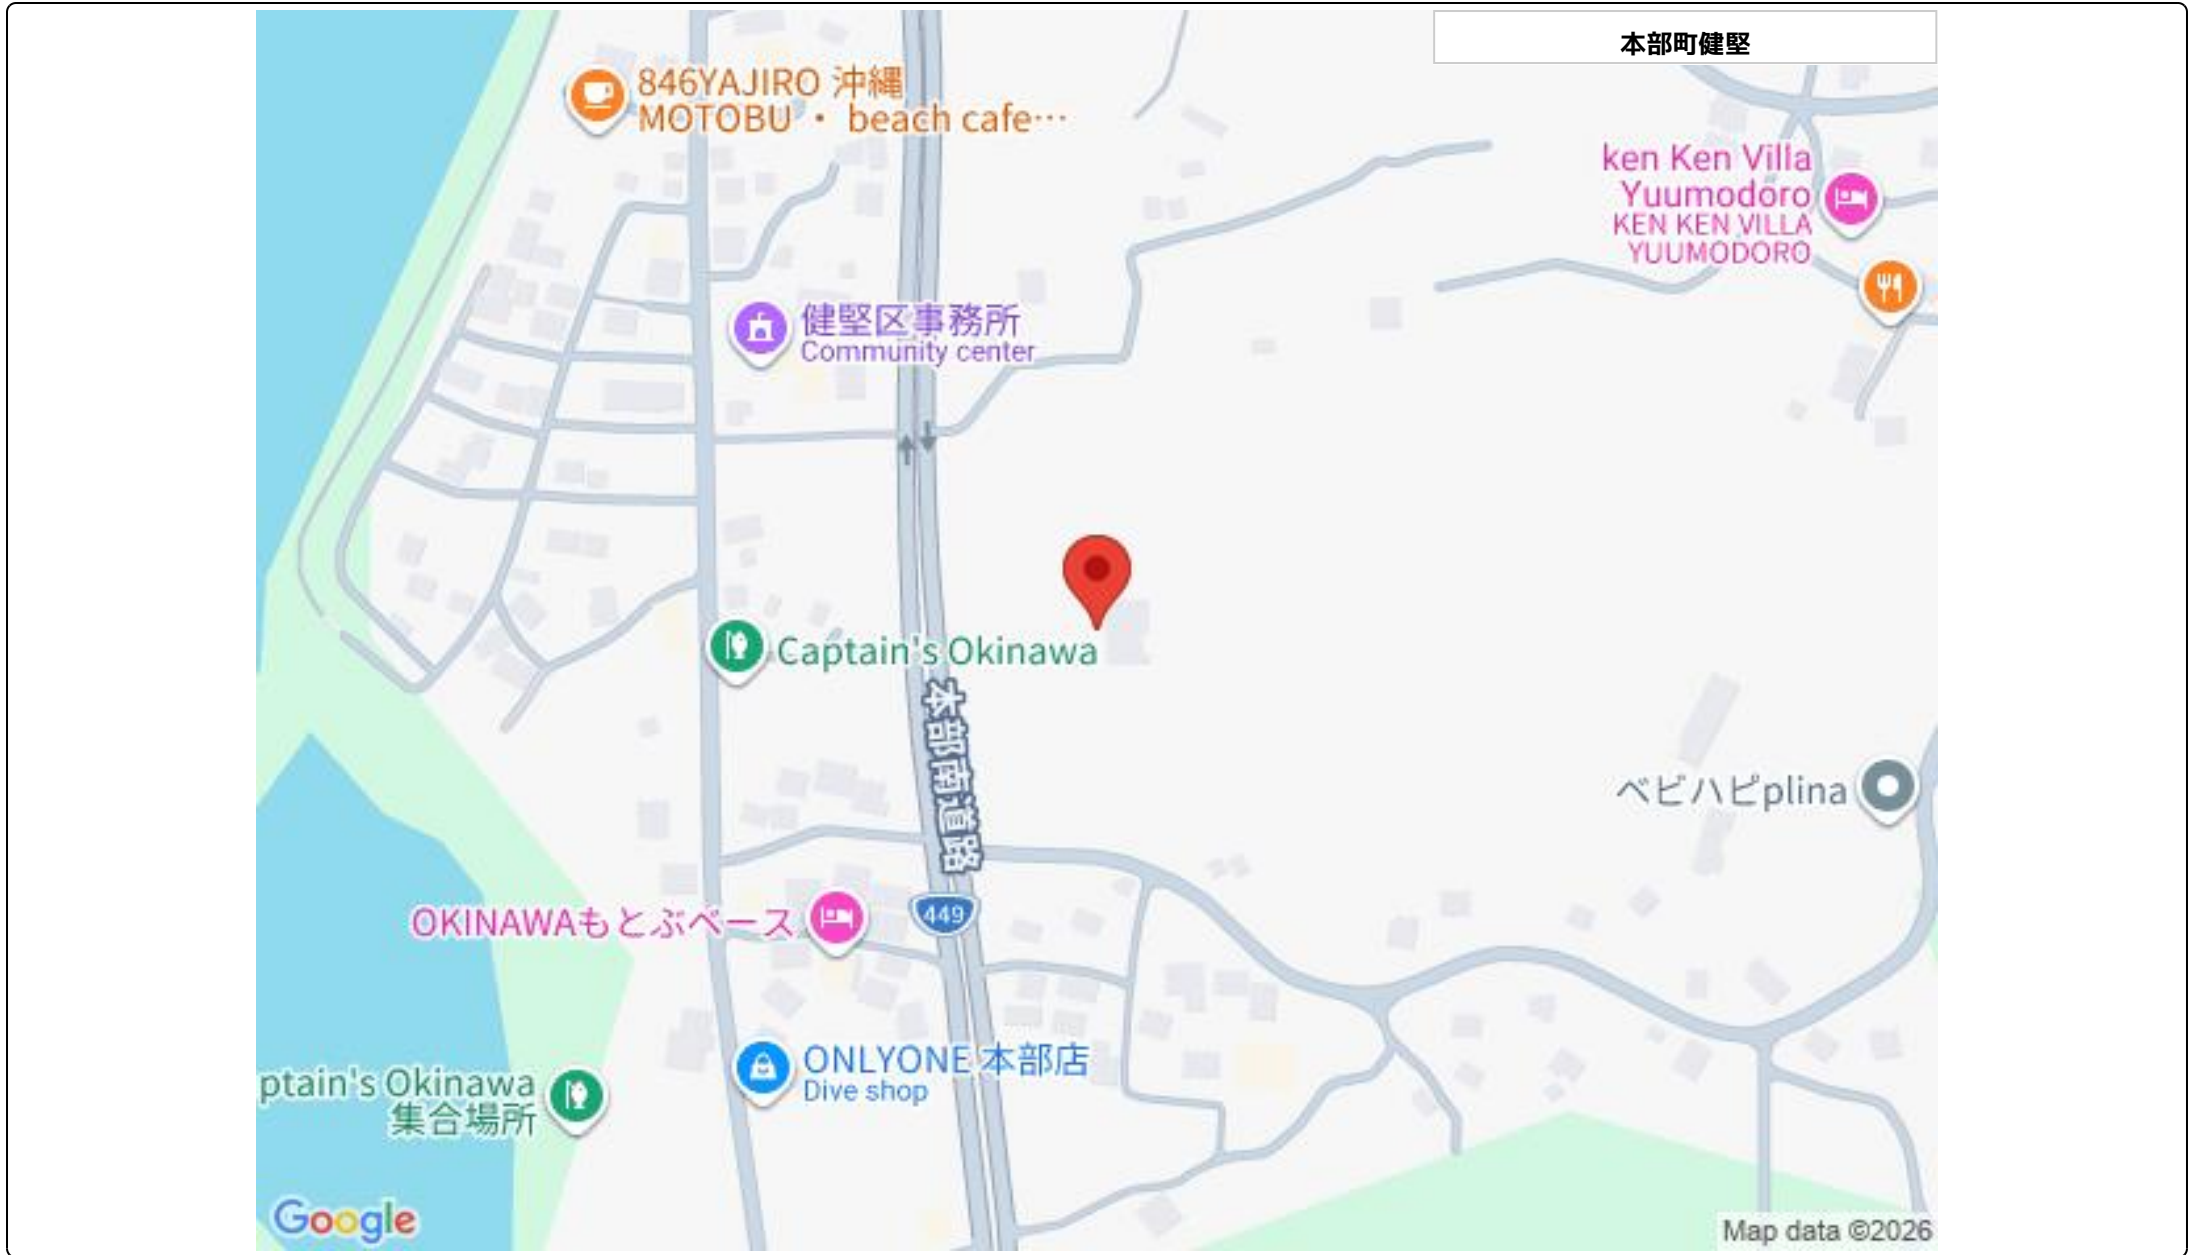 本部町健堅
846YAJIRO 沖縄
MOTOBU ・ beach cafe…
ken Ken Villa
Yuumodoro
KEN KEN VILLA
YUUMODORO
健堅区事務所
Community center
Captain's Okinawa
本部南道路
ベビハピplina
OKINAWAもとぶベース
449
ONLYONE 本部店
Dive shop
ptain's Okinawa
集合場所
Google
Map data ©2026